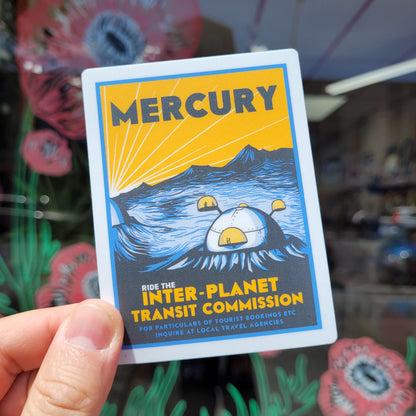 MERCURY
RIDE THE
INTER-PLANET
TRANSIT COMMISSION
FOR PARTICULARS OF TOURIST BOOKINGS ETC
INQUIRE AT LOCAL TRAVEL AGENCIES